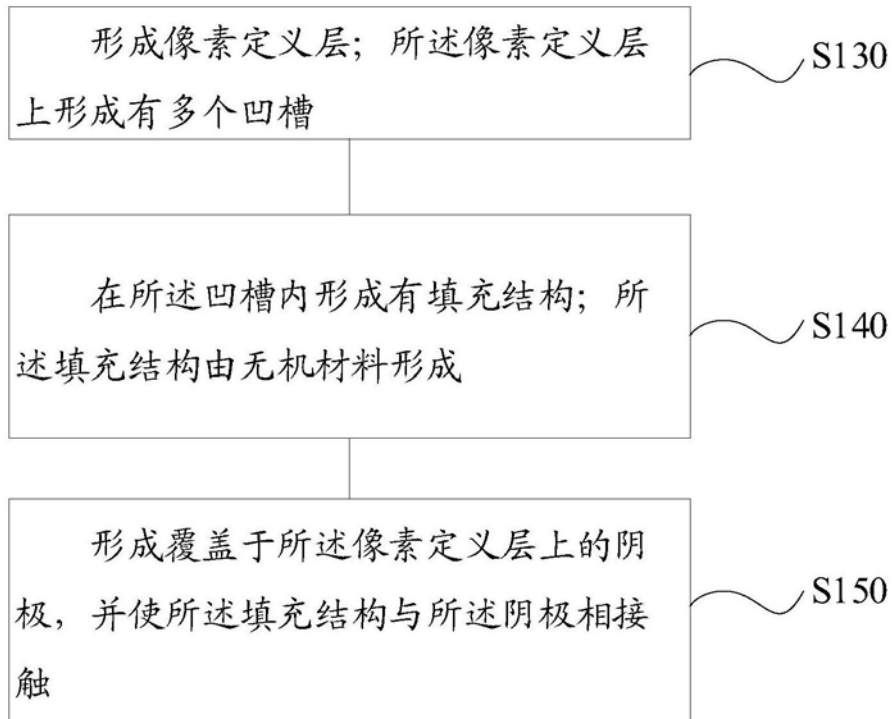 形成像素定义层；所述像素定义层
上形成有多个凹槽
S130
在所述凹槽内形成有填充结构；所
述填充结构由无机材料形成
S140
形成覆盖于所述像素定义层上的阴
极，并使所述填充结构与所述阴极相接
触
S150